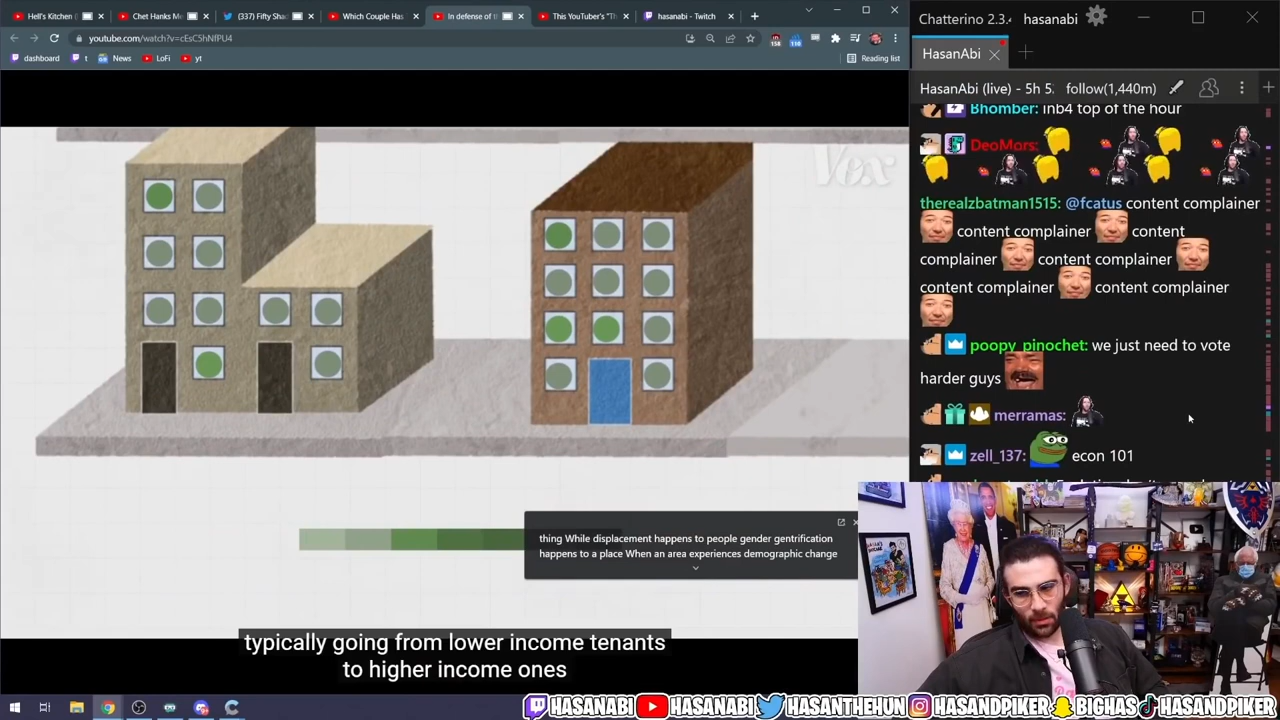 Hell's Kitchen
Chet Hanks M
(337) Fifty Sha
Which Couple Has
In defense of t
This YouTuber's "Th
hasanabi - Twitch
youtube.com/watch?v=cEsC5hNfPU4
dashboard
t
News
LoFi
yt
Reading list
Vox
thing While displacement happens to people gender gentrification
happens to a place When an area experiences demographic change
typically going from lower income tenants
to higher income ones
Chatterino 2.3.
hasanabi
HasanAbi
HasanAbi (live) - 5h 5
follow(1,440m)
Bhomber: inb4 top of the hour
DeoMors:
therealzbatman1515: @fcatus content complainer
content complainer content
complainer content complainer
content complainer content complainer
poopy_pinochet: we just need to vote
harder guys
merramas:
zell_137: econ 101
HASANABI HASANABI HASANTHEHUN HASANDPIKER BIGHAS HASANDPIKER